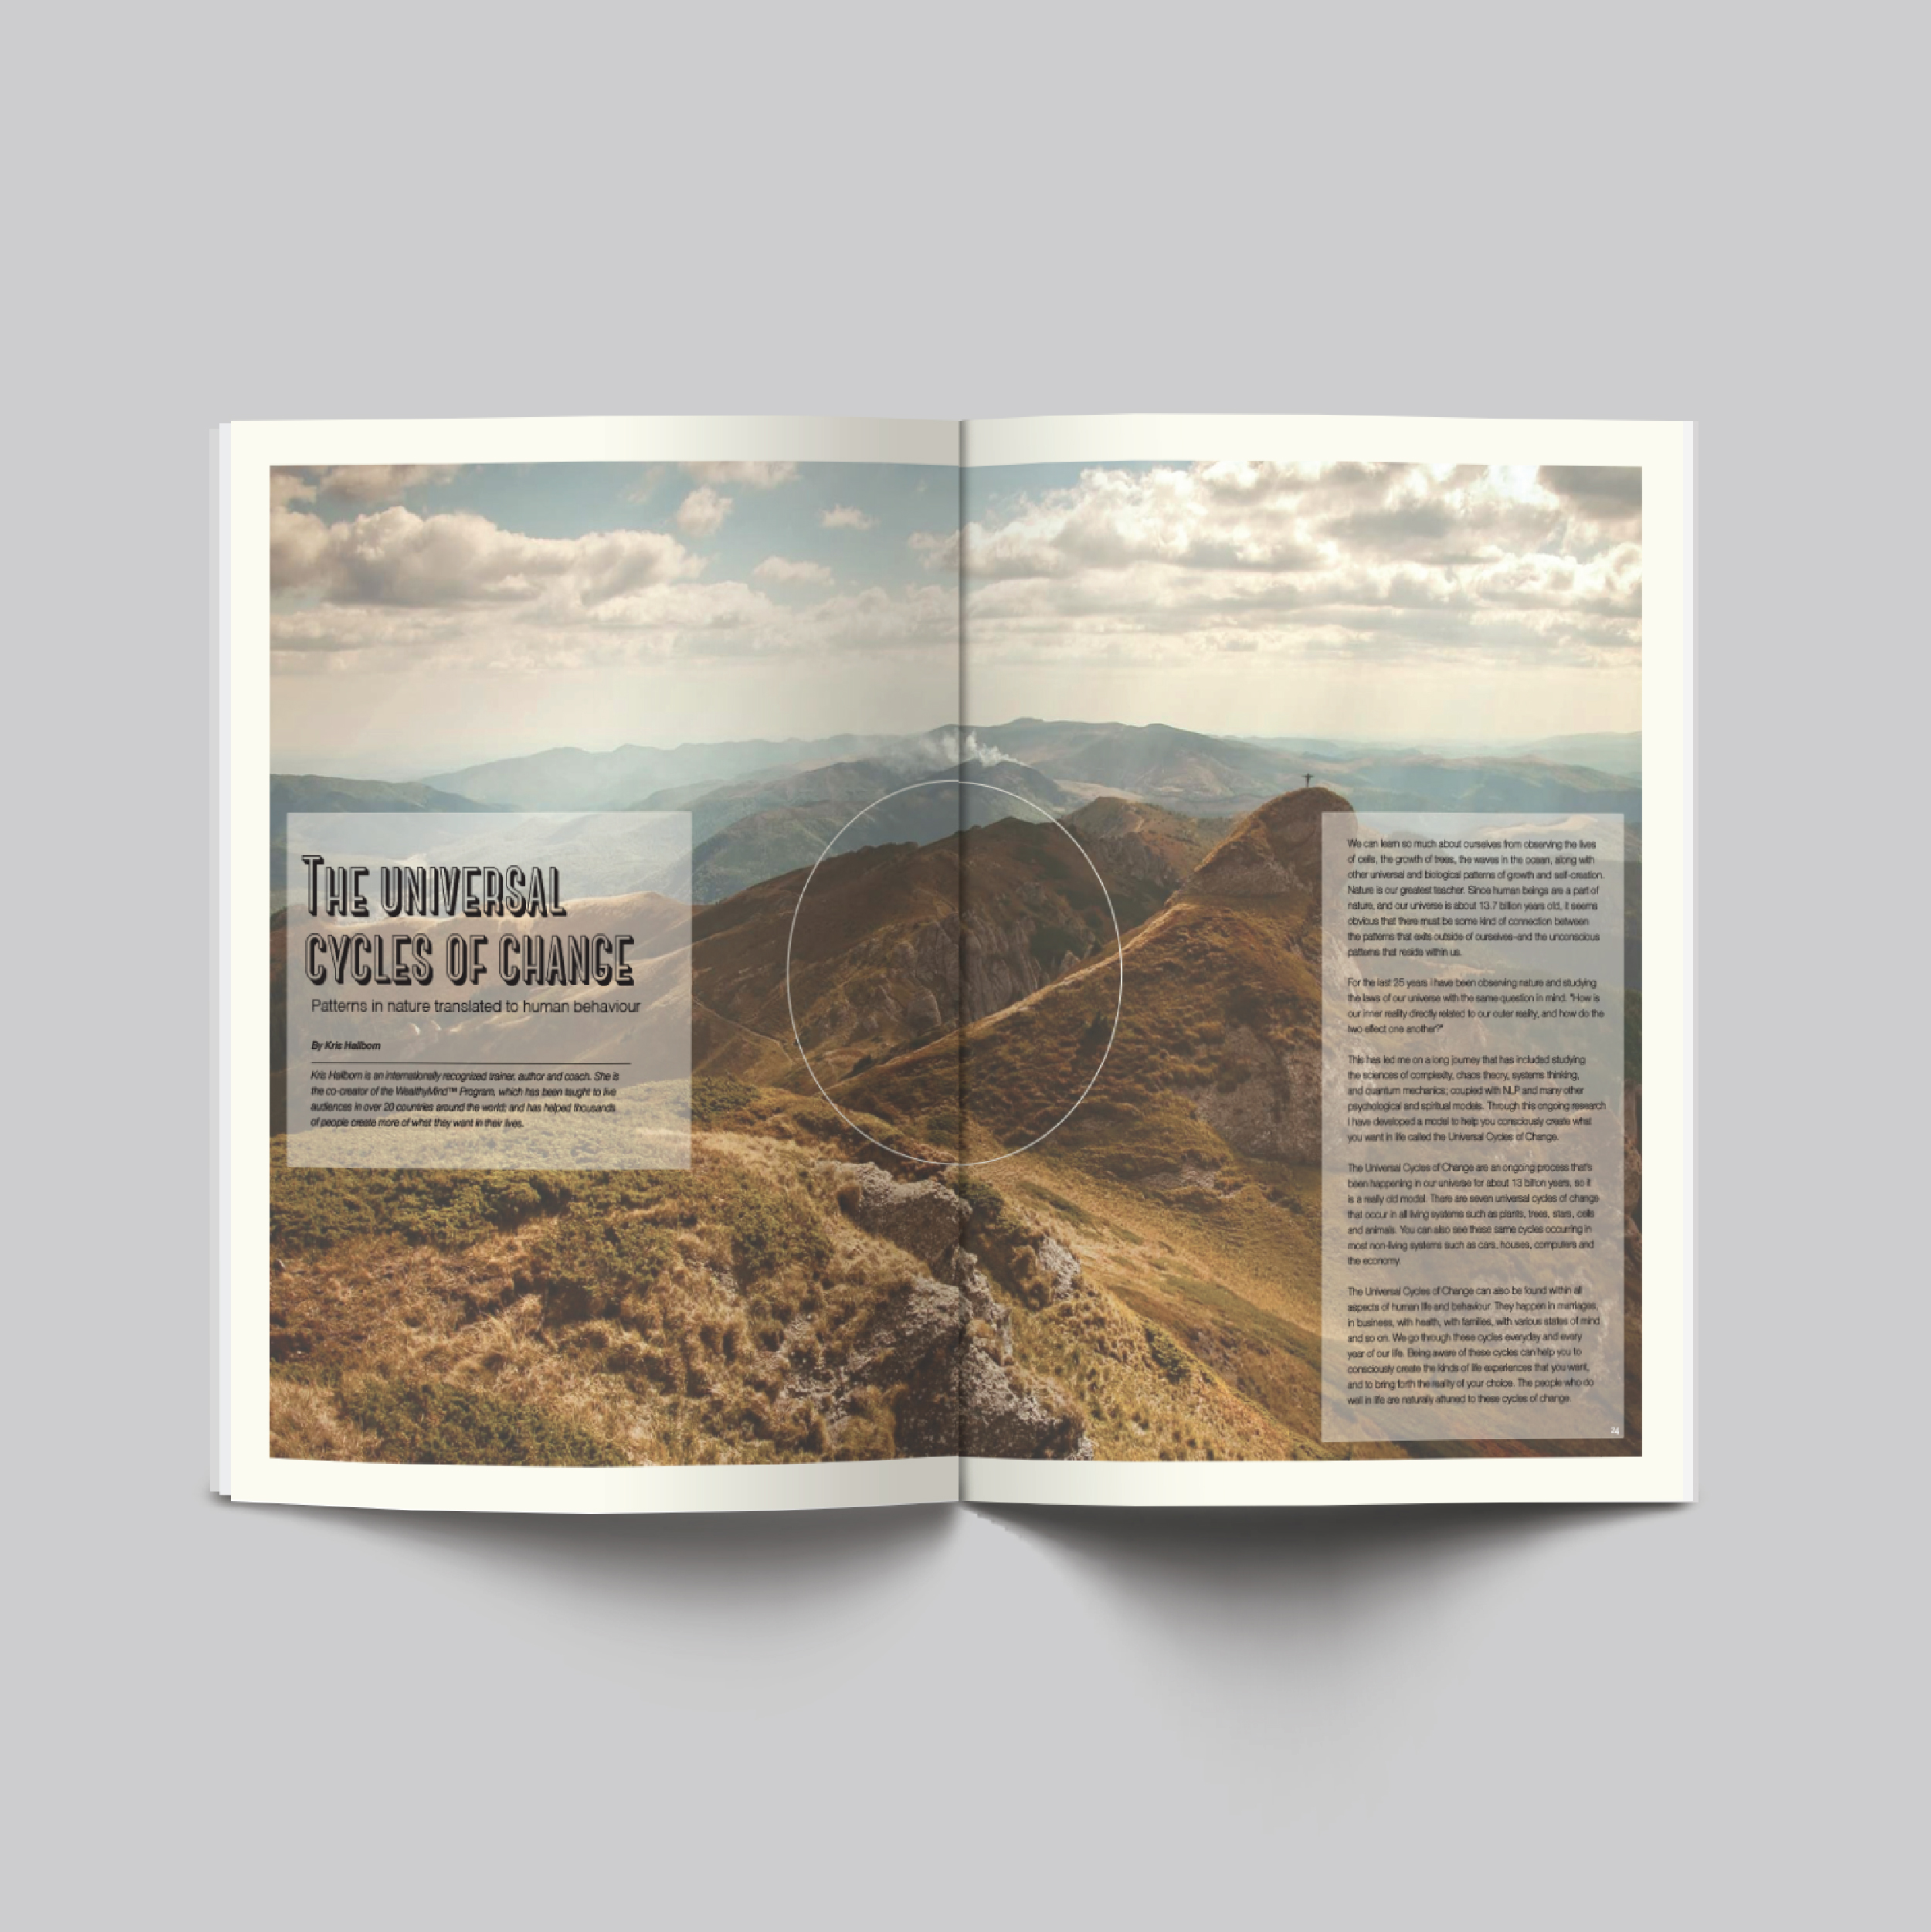 THE UNIVERSAL
CYCLES OF CHANGE
Patterns in nature translated to human behaviour
By Kris Hallbom
Kris Hallbom is an internationally recognized trainer, author and coach. She is
the co-creator of the WealthyMind™ Program, which has been taught to live
audiences in over 20 countries around the world; and has helped thousands
of people create more of what they want in their lives.
We can learn so much about ourselves from observing the lives
of cells, the growth of trees, the waves in the ocean, along with
other universal and biological patterns of growth and self-creation.
Nature is our greatest teacher. Since human beings are a part of
nature, and our universe is about 13.7 billion years old, it seems
obvious that there must be some kind of connection between
the patterns that exits outside of ourselves–and the unconscious
patterns that reside within us.
For the last 25 years I have been observing nature and studying
the laws of our universe with the same question in mind: "How is
our inner reality directly related to our outer reality, and how do the
two effect one another?"
This has led me on a long journey that has included studying
the sciences of complexity, chaos theory, systems thinking,
and quantum mechanics; coupled with NLP and many other
psychological and spiritual models. Through this ongoing research
I have developed a model to help you consciously create what
you want in life called the Universal Cycles of Change.
The Universal Cycles of Change are an ongoing process that's
been happening in our universe for about 13 billion years, so it
is a really old model. There are seven universal cycles of change
that occur in all living systems such as plants, trees, stars, cells
and animals. You can also see these same cycles occurring in
most non-living systems such as cars, houses, computers and
the economy.
The Universal Cycles of Change can also be found within all
aspects of human life and behaviour. They happen in marriages,
in business, with health, with families, with various states of mind
and so on. We go through these cycles everyday and every
year of our life. Being aware of these cycles can help you to
consciously create the kinds of life experiences that you want,
and to bring forth the reality of your choice. The people who do
well in life are naturally attuned to these cycles of change.
24